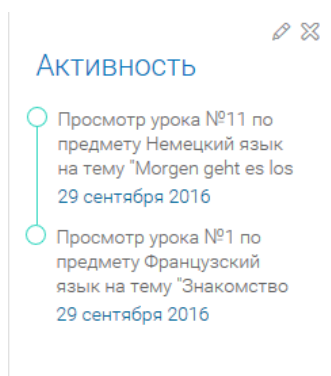 Активность
Просмотр урока №11 по
предмету Немецкий язык
на тему "Morgen geht es los
29 сентября 2016
Просмотр урока №1 по
предмету Французский
язык на тему "Знакомство
29 сентября 2016